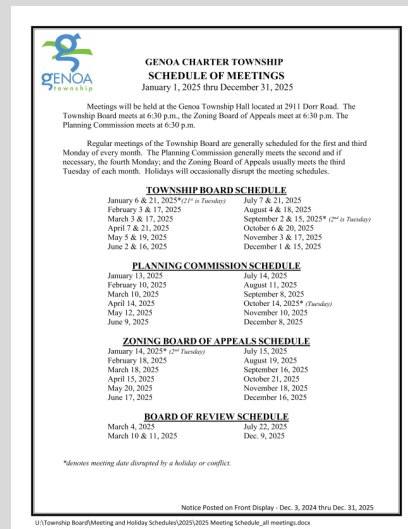 GENOA
township
GENOA CHARTER TOWNSHIP
SCHEDULE OF MEETINGS
January 1, 2025 thru December 31, 2025
Meetings will be held at the Genoa Township Hall located at 2911 Dorr Road. The
Township Board meets at 6:30 p.m., the Zoning Board of Appeals meet at 6:30 p.m. The
Planning Commission meets at 6:30 p.m.
Regular meetings of the Township Board are generally scheduled for the first and third
Monday of every month. The Planning Commission generally meets the second and if
necessary, the fourth Monday; and the Zoning Board of Appeals usually meets the third
Tuesday of each month. Holidays will occasionally disrupt the meeting schedules.
TOWNSHIP BOARD SCHEDULE
January 6 & 21, 2025*(21st is Tuesday) July 7 & 21, 2025
February 3 & 17, 2025 August 4 & 18, 2025
March 3 & 17, 2025 September 2 & 15, 2025* (2nd is Tuesday)
April 7 & 21, 2025 October 6 & 20, 2025
May 5 & 19, 2025 November 3 & 17, 2025
June 2 & 16, 2025 December 1 & 15, 2025
PLANNING COMMISSION SCHEDULE
January 13, 2025 July 14, 2025
February 10, 2025 August 11, 2025
March 10, 2025 September 8, 2025
April 14, 2025 October 14, 2025* (Tuesday)
May 12, 2025 November 10, 2025
June 9, 2025 December 8, 2025
ZONING BOARD OF APPEALS SCHEDULE
January 14, 2025* (2nd Tuesday) July 15, 2025
February 18, 2025 August 19, 2025
March 18, 2025 September 16, 2025
April 15, 2025 October 21, 2025
May 20, 2025 November 18, 2025
June 17, 2025 December 16, 2025
BOARD OF REVIEW SCHEDULE
March 4, 2025 July 22, 2025
March 10 & 11, 2025 Dec. 9, 2025
*denotes meeting date disrupted by a holiday or conflict.
Notice Posted on Front Display - Dec. 3, 2024 thru Dec. 31, 2025
U:\Township Board\Meeting and Holiday Schedules\2025\2025 Meeting Schedule_all meetings.docx